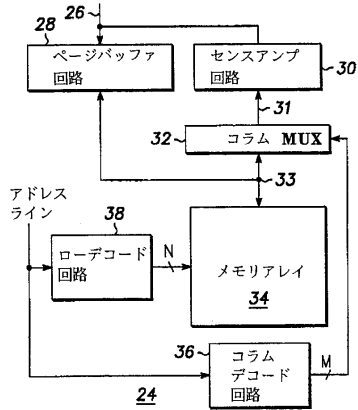 26
28
ページバッファ
回路
センスアンプ
回路
30
31
32
コラム MUX
33
アドレス
ライン
38
ローデコード
回路
N
メモリアレイ
34
36
コラム
デコード
回路
M
24